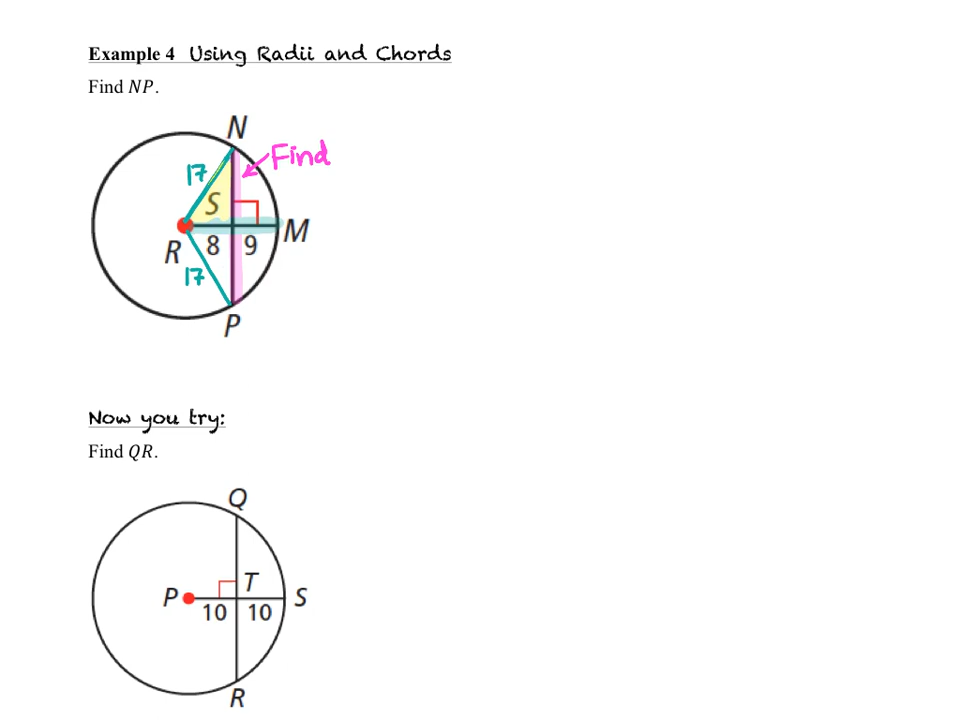 Example 4 Using Radii and Chords
Find NP.
N
Find
17
S
R
8
9
M
17
P
Now you try:
Find QR.
Q
T
P
S
10
10
R